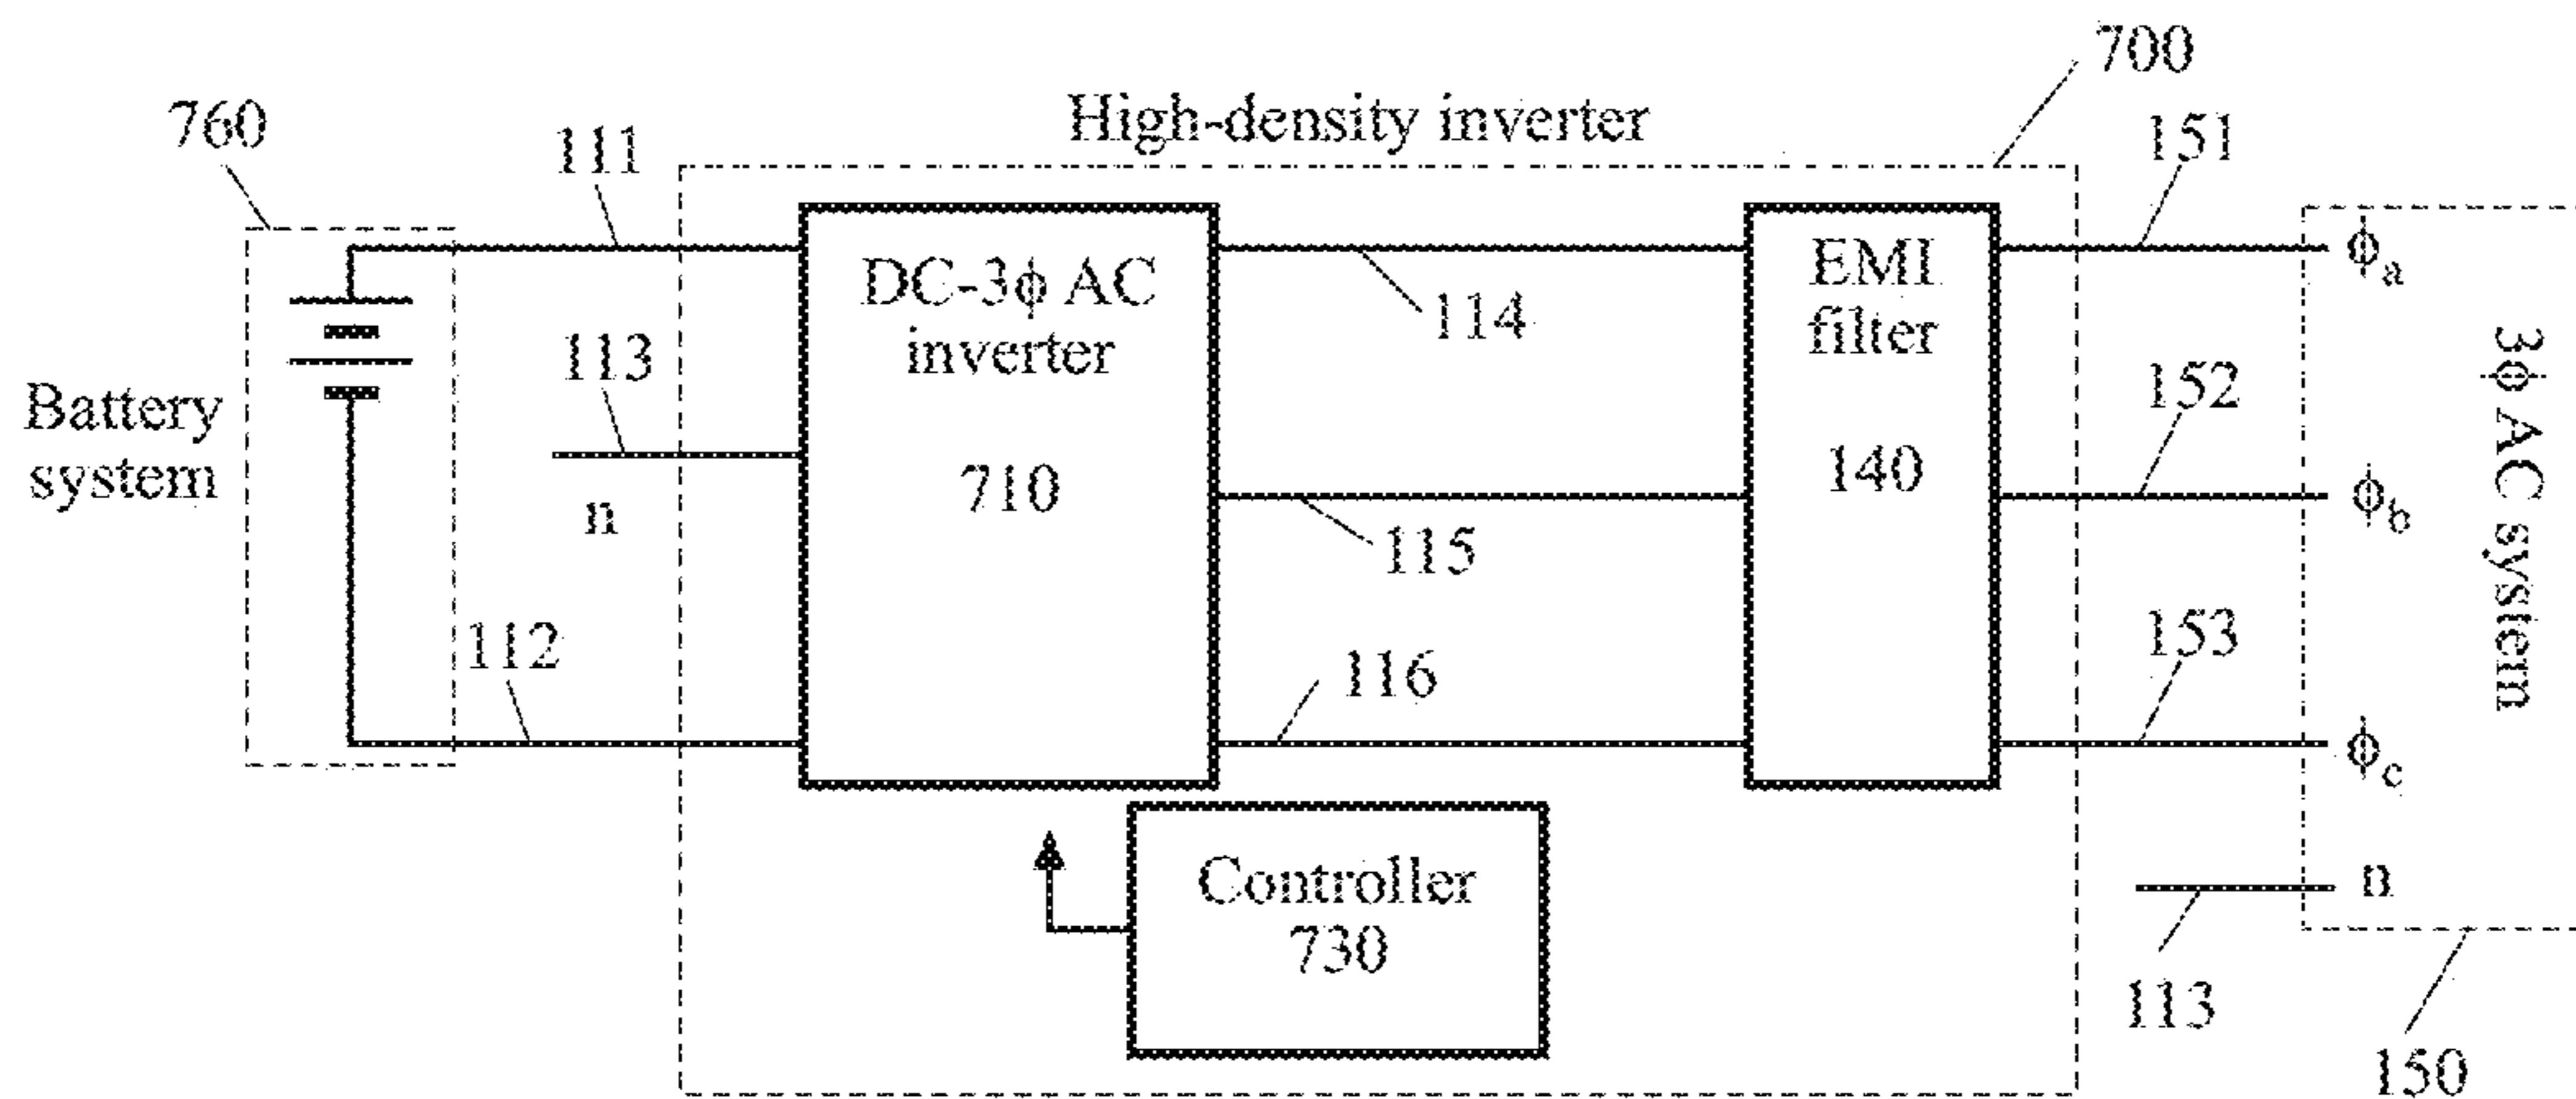 700
High-density inverter
760
111
151
DC-3ϕ AC
inverter
710
EMI
filter
140
ϕa
114
113
n
Battery
system
152
ϕb
115
3ϕ AC system
112
116
153
ϕc
Controller
730
n
113
150